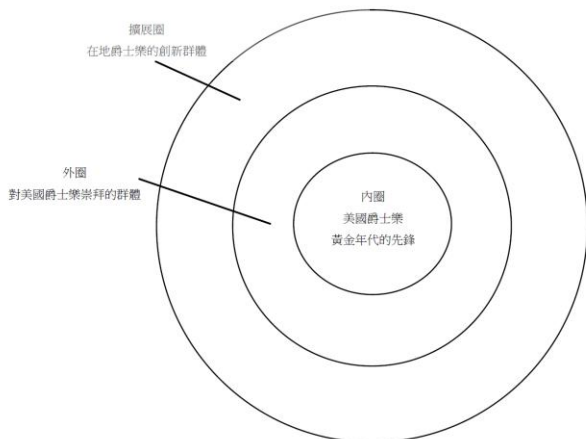 擴展圈
在地爵士樂的創新群體
外圈
對美國爵士樂崇拜的群體
內圈
美國爵士樂
黃金年代的先鋒